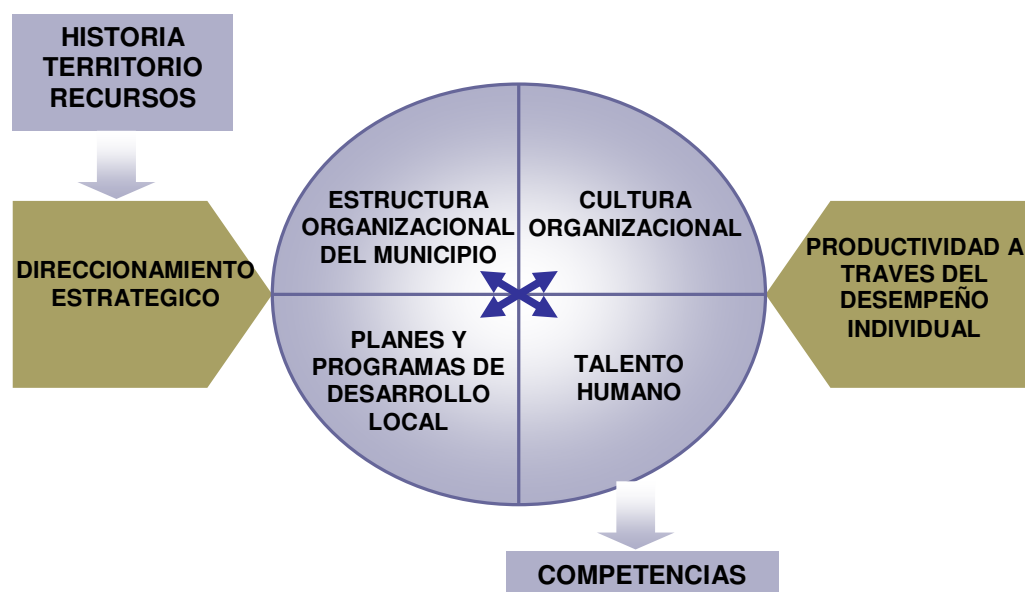 HISTORIA
TERRITORIO
RECURSOS
DIRECCIONAMIENTO
ESTRATEGICO
ESTRUCTURA
ORGANIZACIONAL
DEL MUNICIPIO
CULTURA
ORGANIZACIONAL
PLANES Y
PROGRAMAS DE
DESARROLLO
LOCAL
TALENTO
HUMANO
PRODUCTIVIDAD A
TRAVES DEL
DESEMPEÑO
INDIVIDUAL
COMPETENCIAS